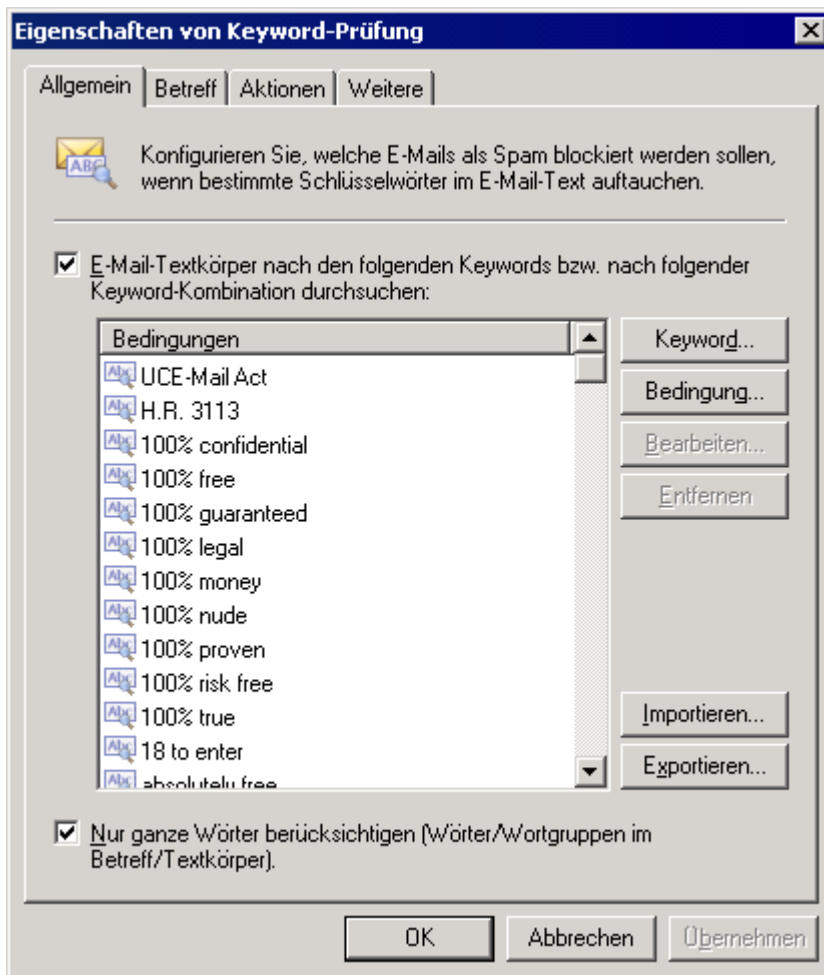 Eigenschaften von Keyword-Prüfung
Allgemein
Betreff
Aktionen
Weitere
Konfigurieren Sie, welche E-Mails als Spam blockiert werden sollen,
wenn bestimmte Schlüsselwörter im E-Mail-Text auftauchen.
E-Mail-Textkörper nach den folgenden Keywords bzw. nach folgender
Keyword-Kombination durchsuchen:
Bedingungen
UCE-Mail Act
H.R. 3113
100% confidential
100% free
100% guaranteed
100% legal
100% money
100% nude
100% proven
100% risk free
100% true
18 to enter
absolutely free
Keyword...
Bedingung...
Bearbeiten...
Entfernen
Importieren...
Exportieren...
Nur ganze Wörter berücksichtigen (Wörter/Wortgruppen im
Betreff/Textkörper).
OK
Abbrechen
Übernehmen